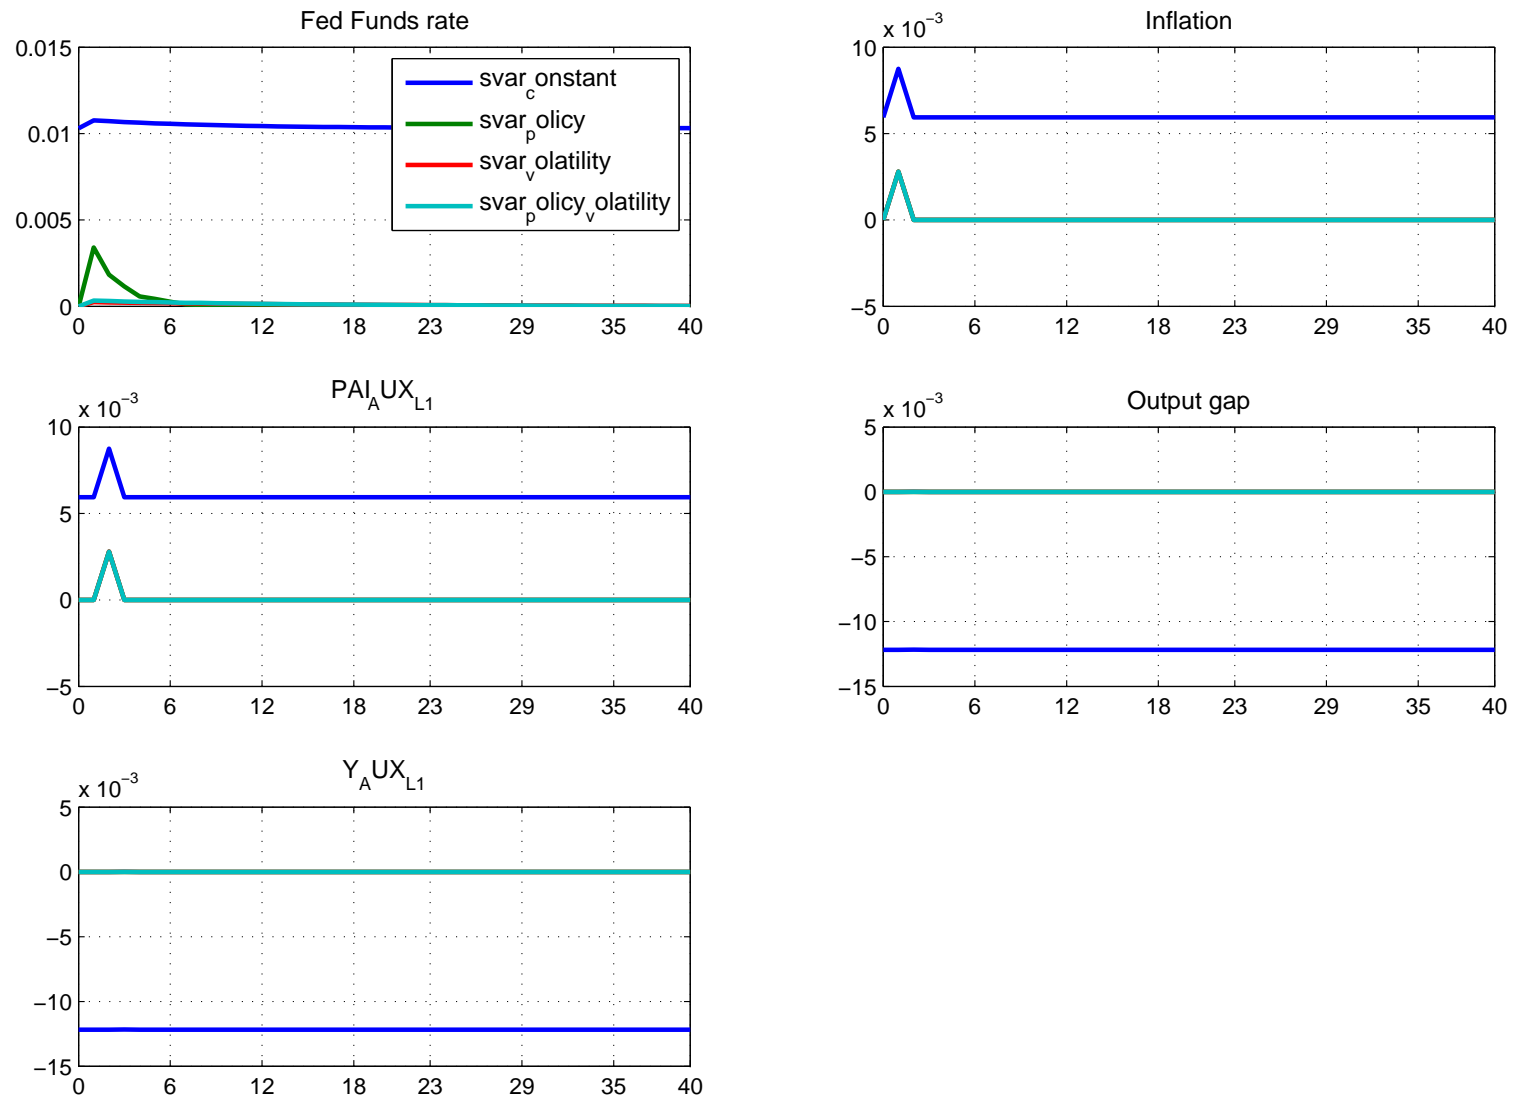 Fed Funds rate
0.015
0.01
0.005
0
svar_constant
svar_policy
svar_volatility
svar_policy_volatility
0 6 12 18 23 29 35 40
Inflation
x 10^−3
10
5
0
−5
0 6 12 18 23 29 35 40
PAI_AUX_L1
x 10^−3
10
5
0
−5
0 6 12 18 23 29 35 40
Output gap
x 10^−3
5
0
−5
−10
−15
0 6 12 18 23 29 35 40
Y_AUX_L1
x 10^−3
5
0
−5
−10
−15
0 6 12 18 23 29 35 40